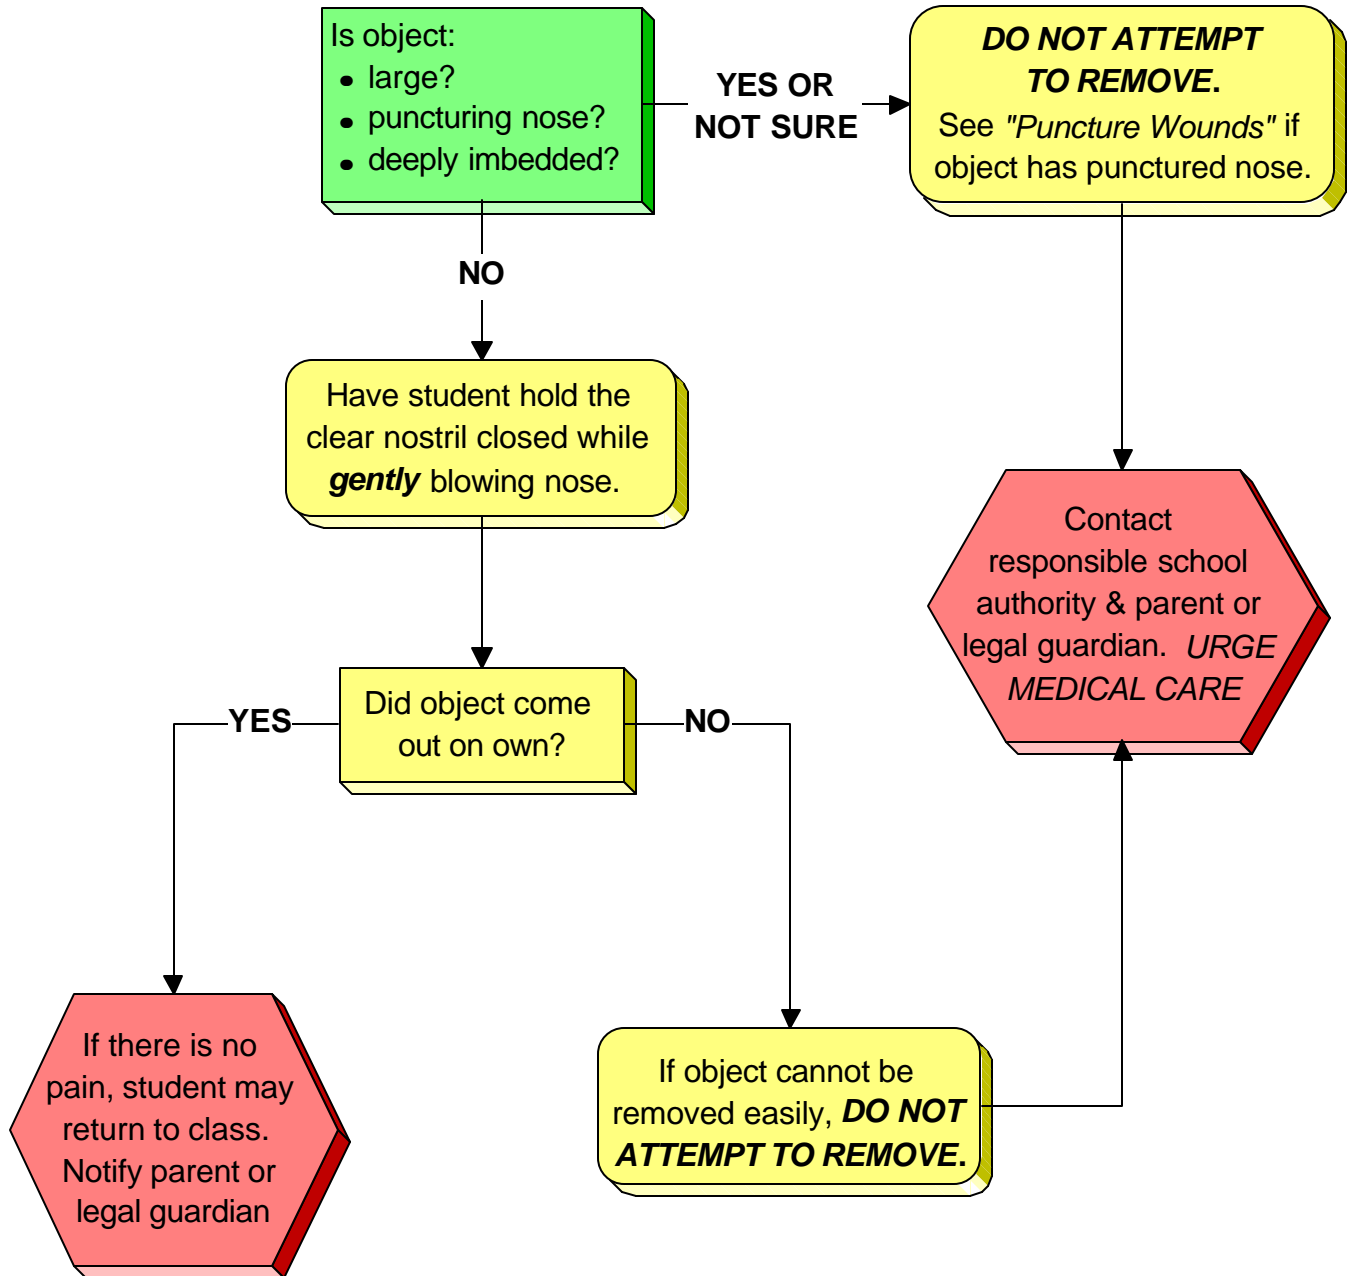 Is object:
• large?
• puncturing nose?
• deeply imbedded?
YES OR
NOT SURE
DO NOT ATTEMPT
TO REMOVE.
See "Puncture Wounds" if
object has punctured nose.
NO
Have student hold the
clear nostril closed while
gently blowing nose.
Contact
responsible school
authority & parent or
legal guardian. URGE
MEDICAL CARE
Did object come
out on own?
YES
NO
If there is no
pain, student may
return to class.
Notify parent or
legal guardian
If object cannot be
removed easily, DO NOT
ATTEMPT TO REMOVE.